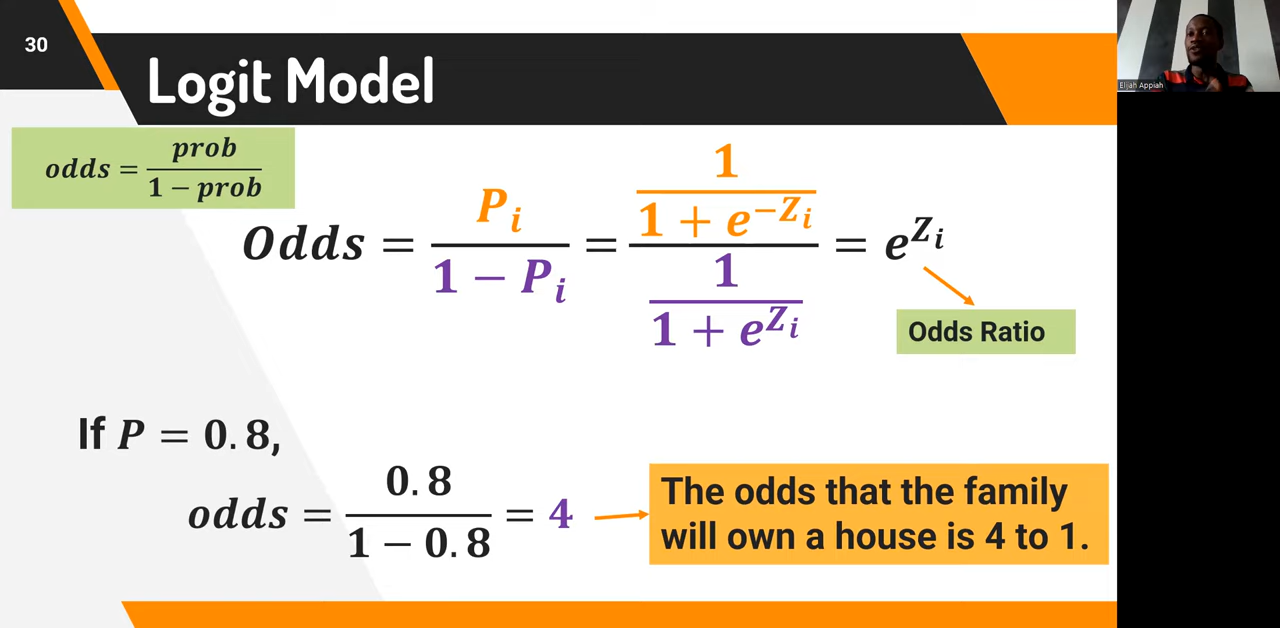 30
Logit Model
odds = prob / 1 − prob
Odds = P_i / 1 − P_i = (1 / 1 + e^{−Z_i}) / (1 / 1 + e^{Z_i}) = e^{Z_i}
Odds Ratio
If P = 0.8,
odds = 0.8 / 1 − 0.8 = 4
The odds that the family
will own a house is 4 to 1.
Elijah Appiah